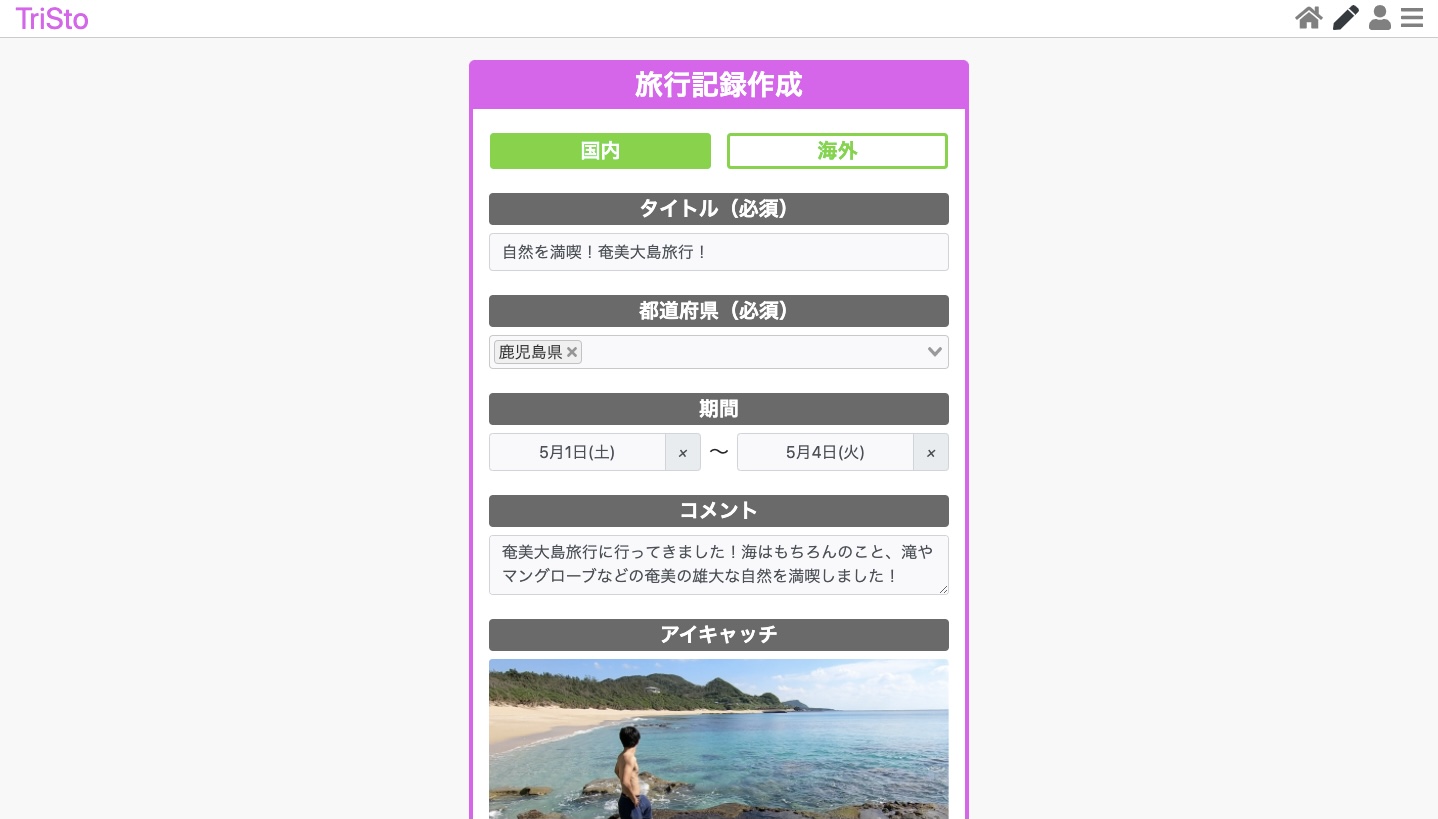 TriSto
旅行記録作成
国内
海外
タイトル（必須）
自然を満喫！奄美大島旅行！
都道府県（必須）
鹿児島県 ×
期間
5月1日(土) × 〜 5月4日(火) ×
コメント
奄美大島旅行に行ってきました！海はもちろんのこと、滝や
マングローブなどの奄美の雄大な自然を満喫しました！
アイキャッチ